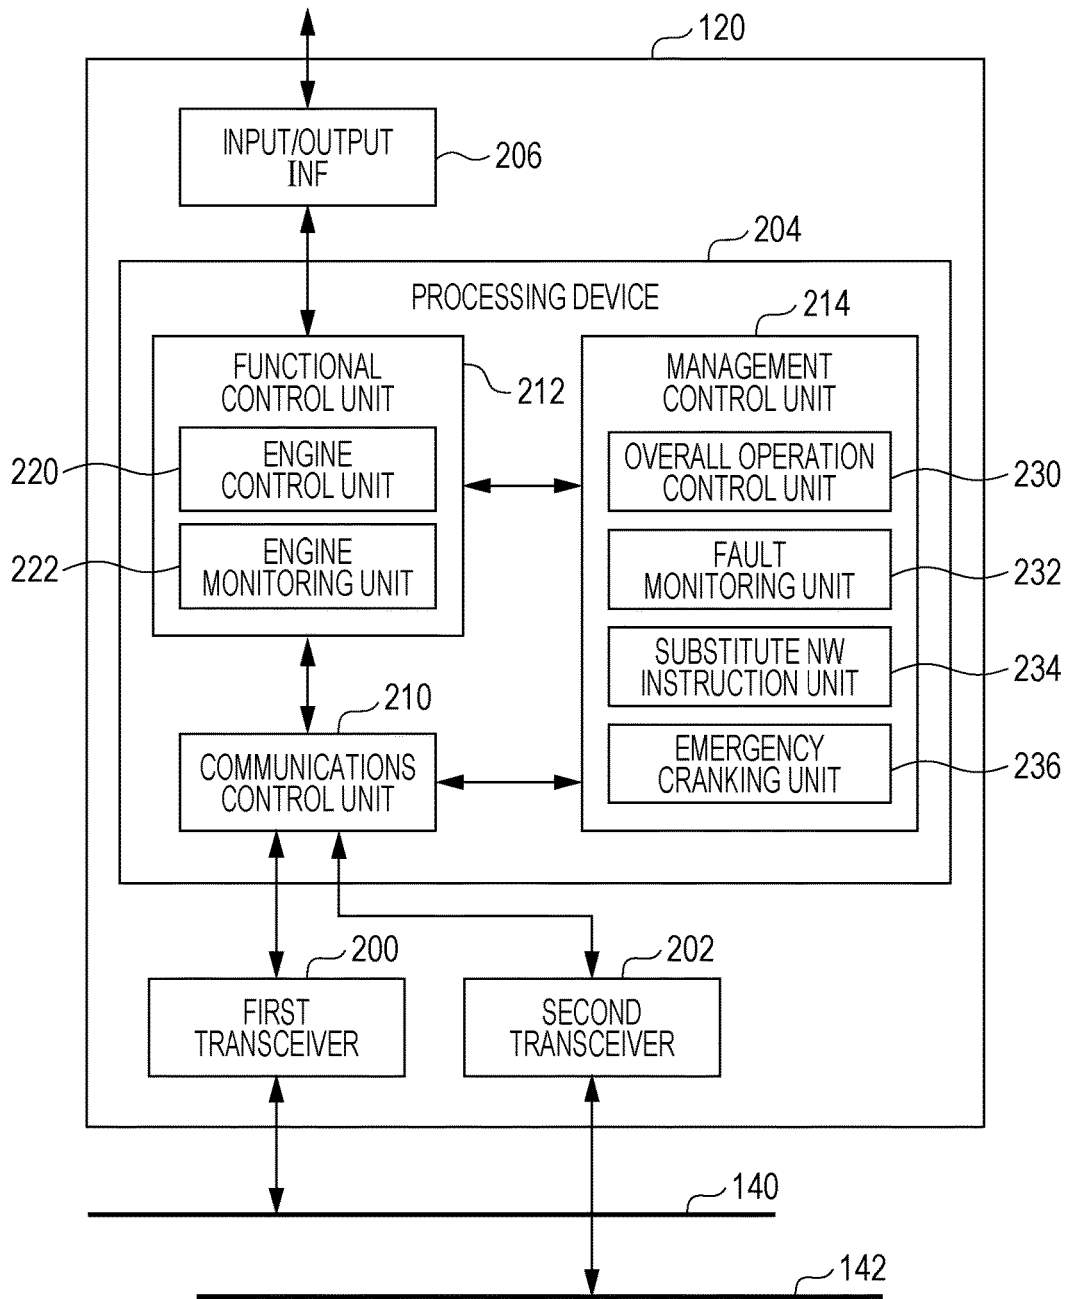 120
INPUT/OUTPUT
INF
206
204
PROCESSING DEVICE
214
FUNCTIONAL
CONTROL UNIT
212
MANAGEMENT
CONTROL UNIT
220
ENGINE
CONTROL UNIT
OVERALL OPERATION
CONTROL UNIT
230
222
ENGINE
MONITORING UNIT
FAULT
MONITORING UNIT
232
SUBSTITUTE NW
INSTRUCTION UNIT
234
210
COMMUNICATIONS
CONTROL UNIT
EMERGENCY
CRANKING UNIT
236
200
FIRST
TRANSCEIVER
202
SECOND
TRANSCEIVER
140
142